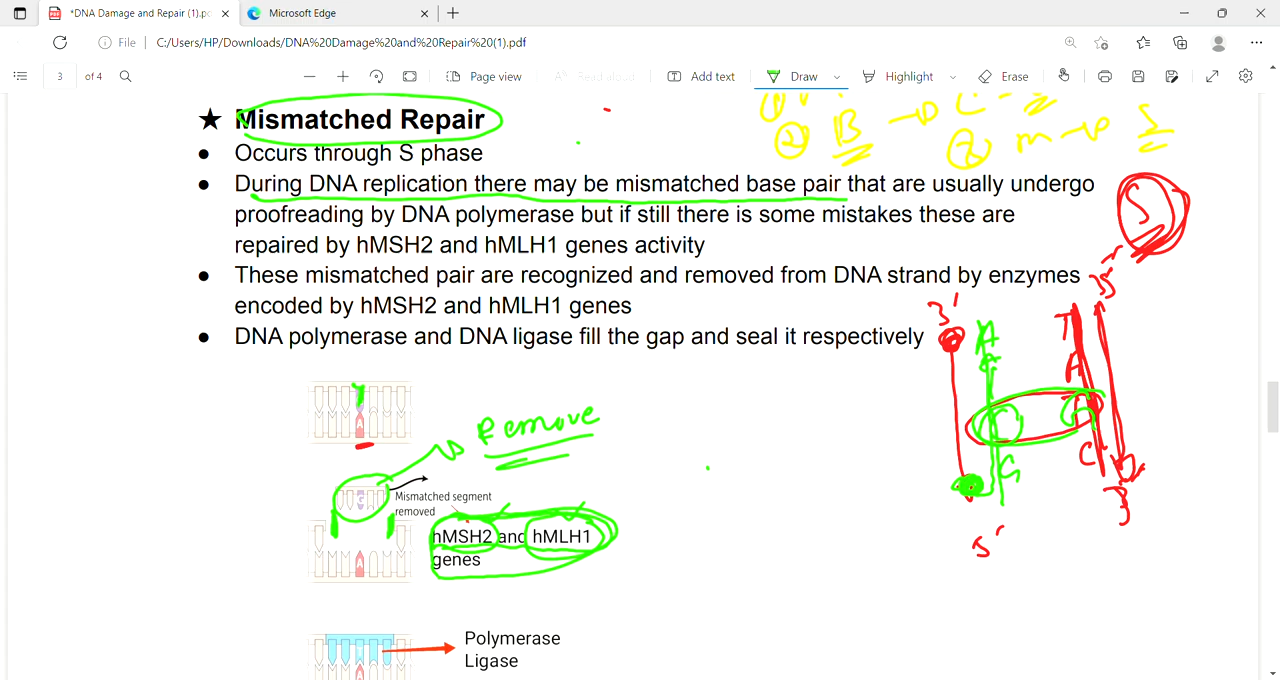 *DNA Damage and Repair (1).pd
Microsoft Edge
File
C:/Users/HP/Downloads/DNA%20Damage%20and%20Repair%20(1).pdf
3 of 4
Page view
Read aloud
Add text
Draw
Highlight
Erase
★ Mismatched Repair
● Occurs through S phase
● During DNA replication there may be mismatched base pair that are usually undergo
proofreading by DNA polymerase but if still there is some mistakes these are
repaired by hMSH2 and hMLH1 genes activity
● These mismatched pair are recognized and removed from DNA strand by enzymes
encoded by hMSH2 and hMLH1 genes
● DNA polymerase and DNA ligase fill the gap and seal it respectively
② B
② m
S
3'
T
A
A
C
G
5'
A
Remove
G
Mismatched segment
removed
hMSH2 and hMLH1
genes
A
Polymerase
Ligase
A